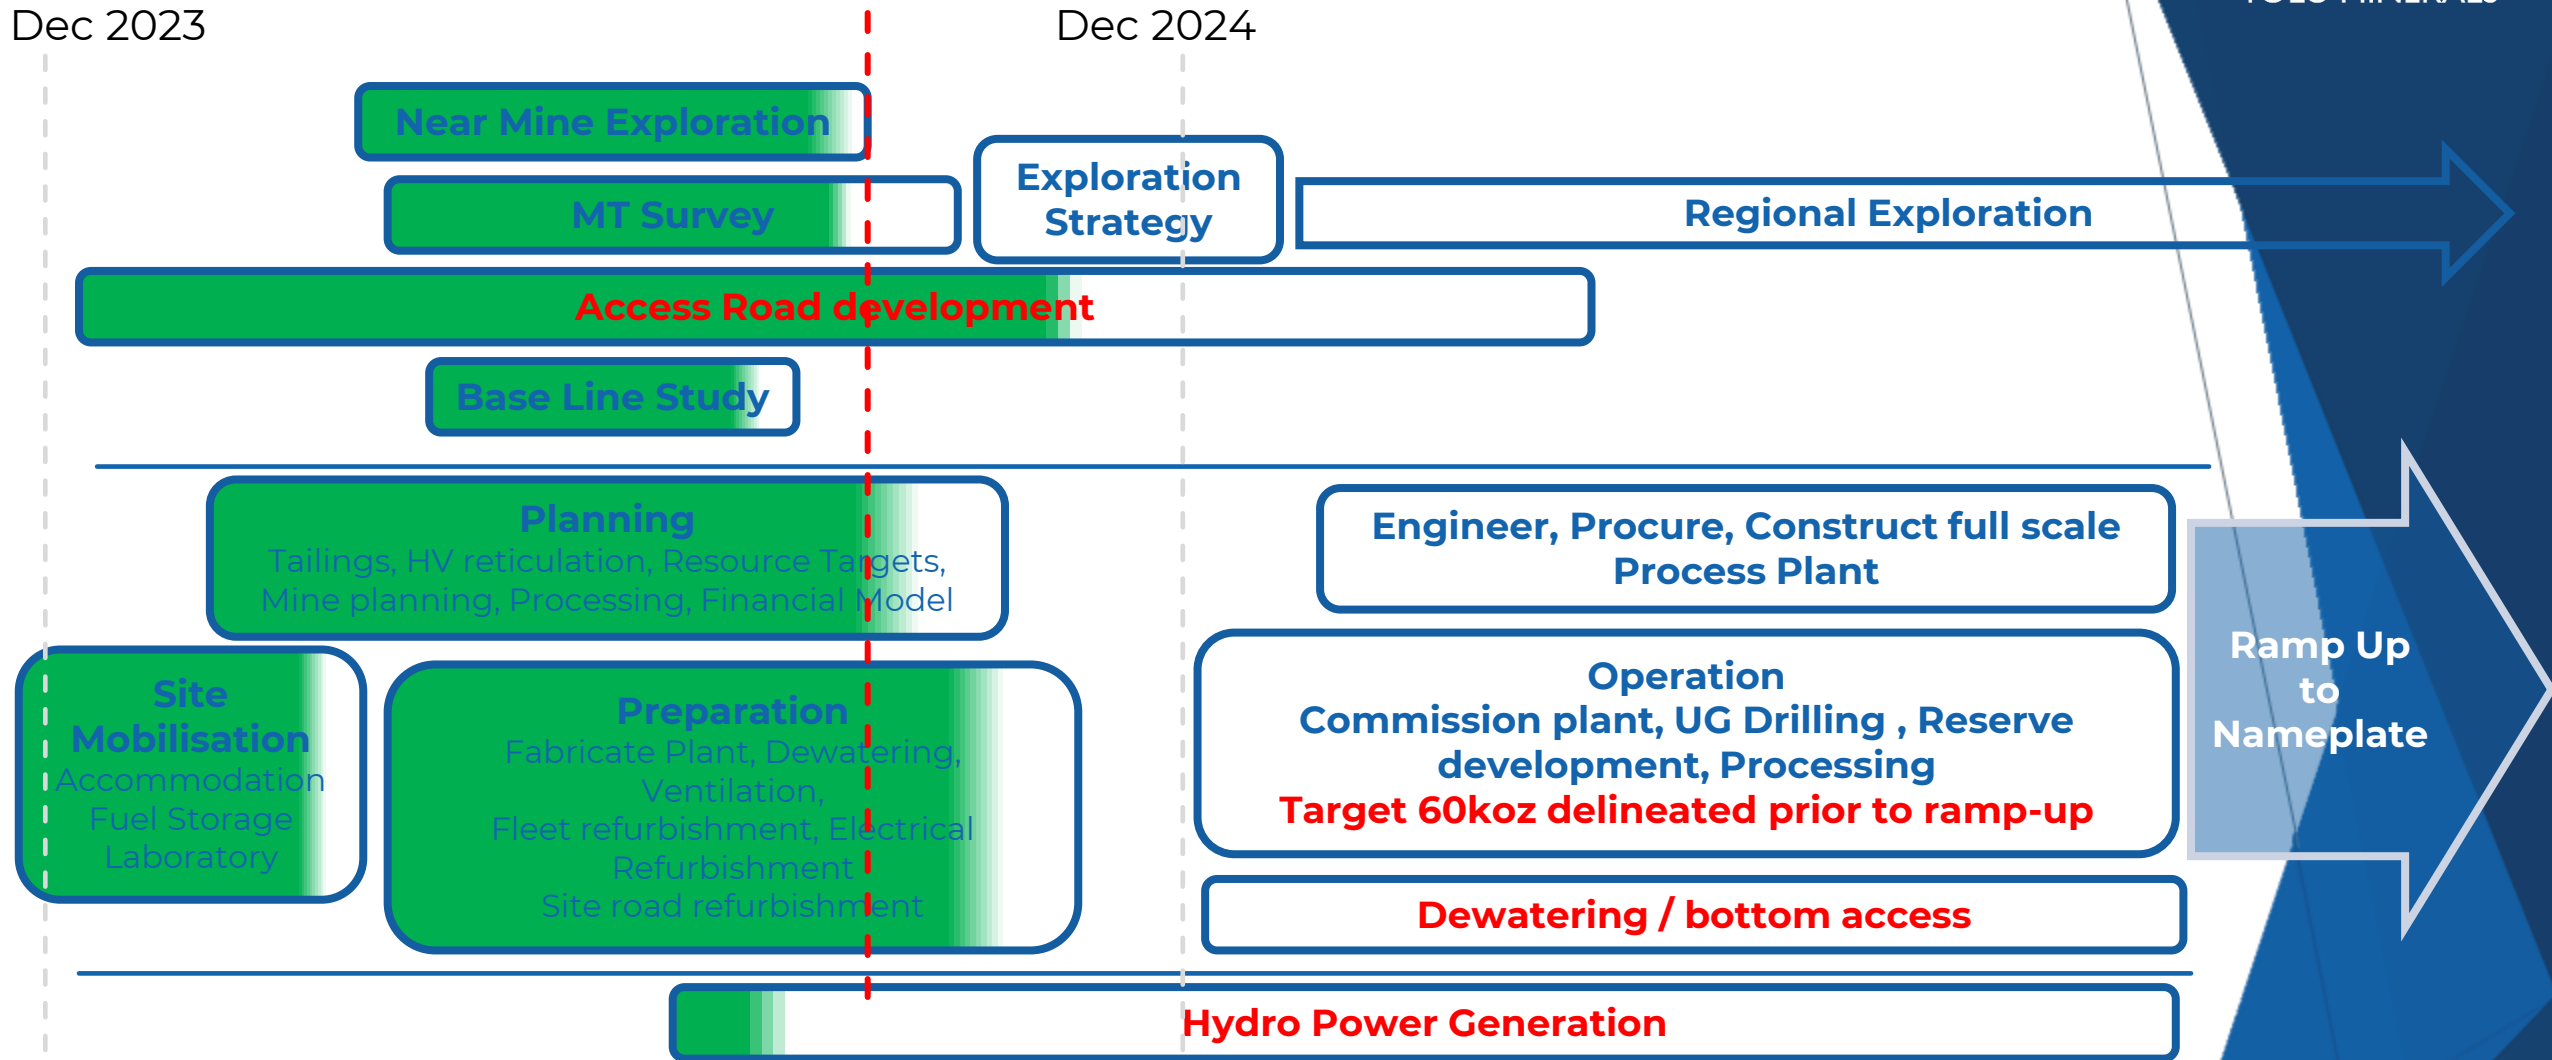 Dec 2023
Dec 2024
Near Mine Exploration
MT Survey
Exploration
Strategy
Regional Exploration
Access Road development
Base Line Study
Planning
Tailings, HV reticulation, Resource Targets,
Mine planning, Processing, Financial Model
Engineer, Procure, Construct full scale
Process Plant
Site
Mobilisation
Accommodation
Fuel Storage
Laboratory
Preparation
Fabricate Plant, Dewatering,
Ventilation,
Fleet refurbishment, Electrical
Refurbishment
Site road refurbishment
Operation
Commission plant, UG Drilling , Reserve
development, Processing
Target 60koz delineated prior to ramp-up
Ramp Up
to
Nameplate
Dewatering / bottom access
Hydro Power Generation